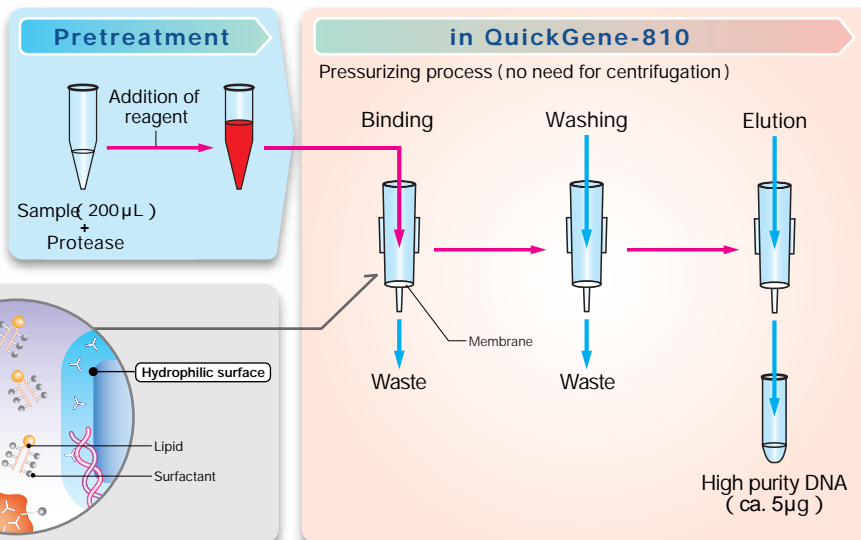 Pretreatment
Addition of
reagent
Sample( 200µL )
+
Protease
in QuickGene-810
Pressurizing process ( no need for centrifugation )
Binding
Washing
Elution
Membrane
Waste
Waste
High purity DNA
( ca. 5µg )
Hydrophilic surface
Lipid
Surfactant